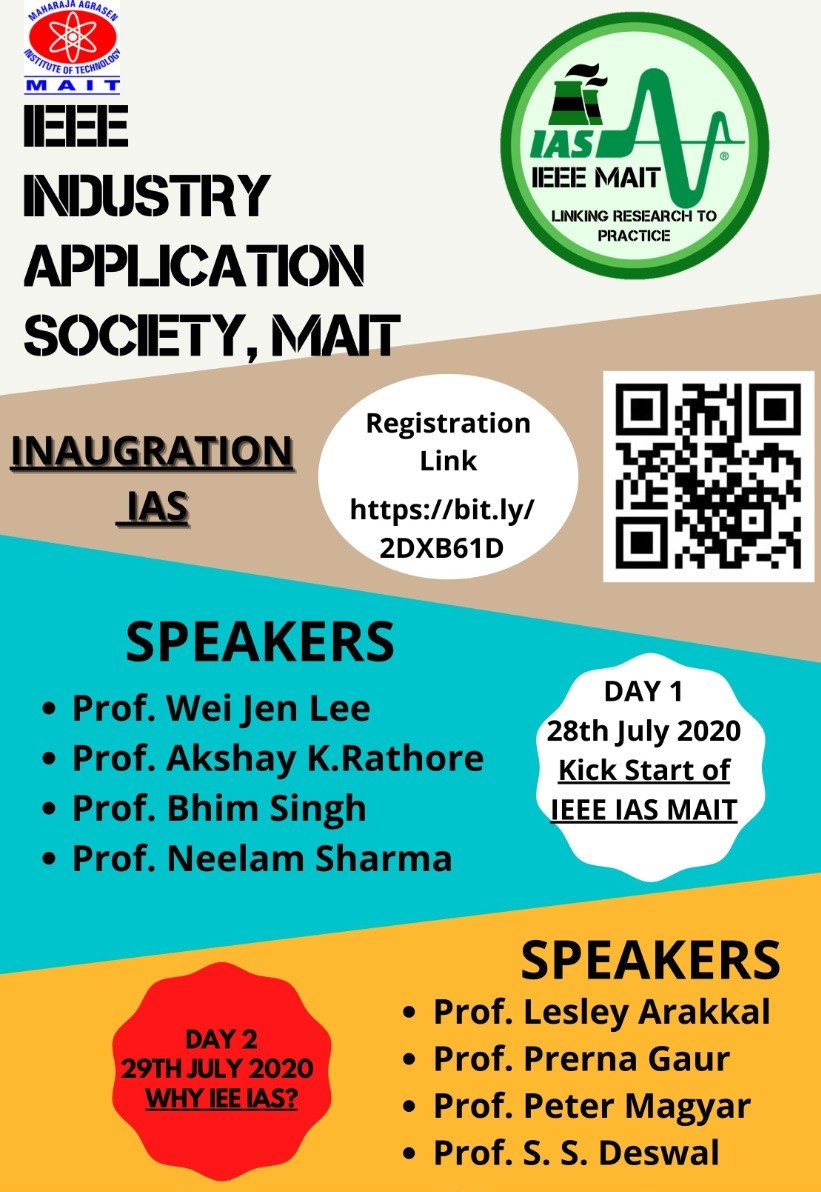 MAHARAJA AGRASEN
INSTITUTE OF TECHNOLOGY
MAIT
IEEE
INDUSTRY
APPLICATION
SOCIETY, MAIT
IAS
®
IEEE MAIT
LINKING RESEARCH TO
PRACTICE
INAUGRATION
IAS
Registration
Link
https://bit.ly/
2DXB61D
SPEAKERS
• Prof. Wei Jen Lee
• Prof. Akshay K.Rathore
• Prof. Bhim Singh
• Prof. Neelam Sharma
DAY 1
28th July 2020
Kick Start of
IEEE IAS MAIT
SPEAKERS
• Prof. Lesley Arakkal
• Prof. Prerna Gaur
• Prof. Peter Magyar
• Prof. S. S. Deswal
DAY 2
29TH JULY 2020
WHY IEE IAS?